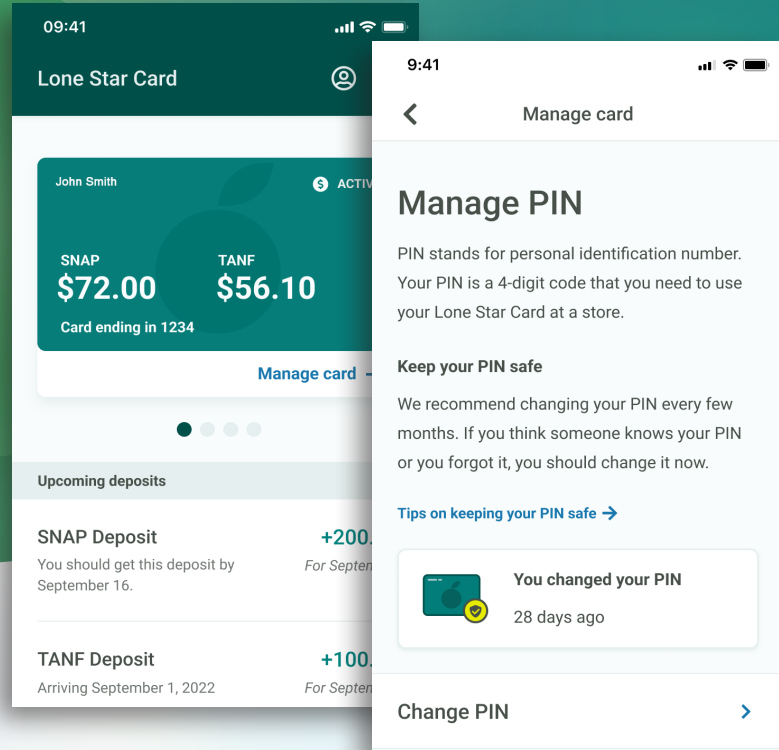 09:41
Lone Star Card
John Smith
$
SNAP
TANF
$72.00
$56.10
Card ending in 1234
Manage card
Upcoming deposits
SNAP Deposit
+200.
You should get this deposit by
September 16.
For
TANF Deposit
+100.
Arriving September 1, 2022
For
9:41
Manage card
Manage PIN
PIN stands for personal identification number.
Your PIN is a 4-digit code that you need to use
your Lone Star Card at a store.
Keep your PIN safe
We recommend changing your PIN every few
months. If you think someone knows your PIN
or you forgot it, you should change it now.
Tips on keeping your PIN safe
You changed your PIN
28 days ago
Change PIN